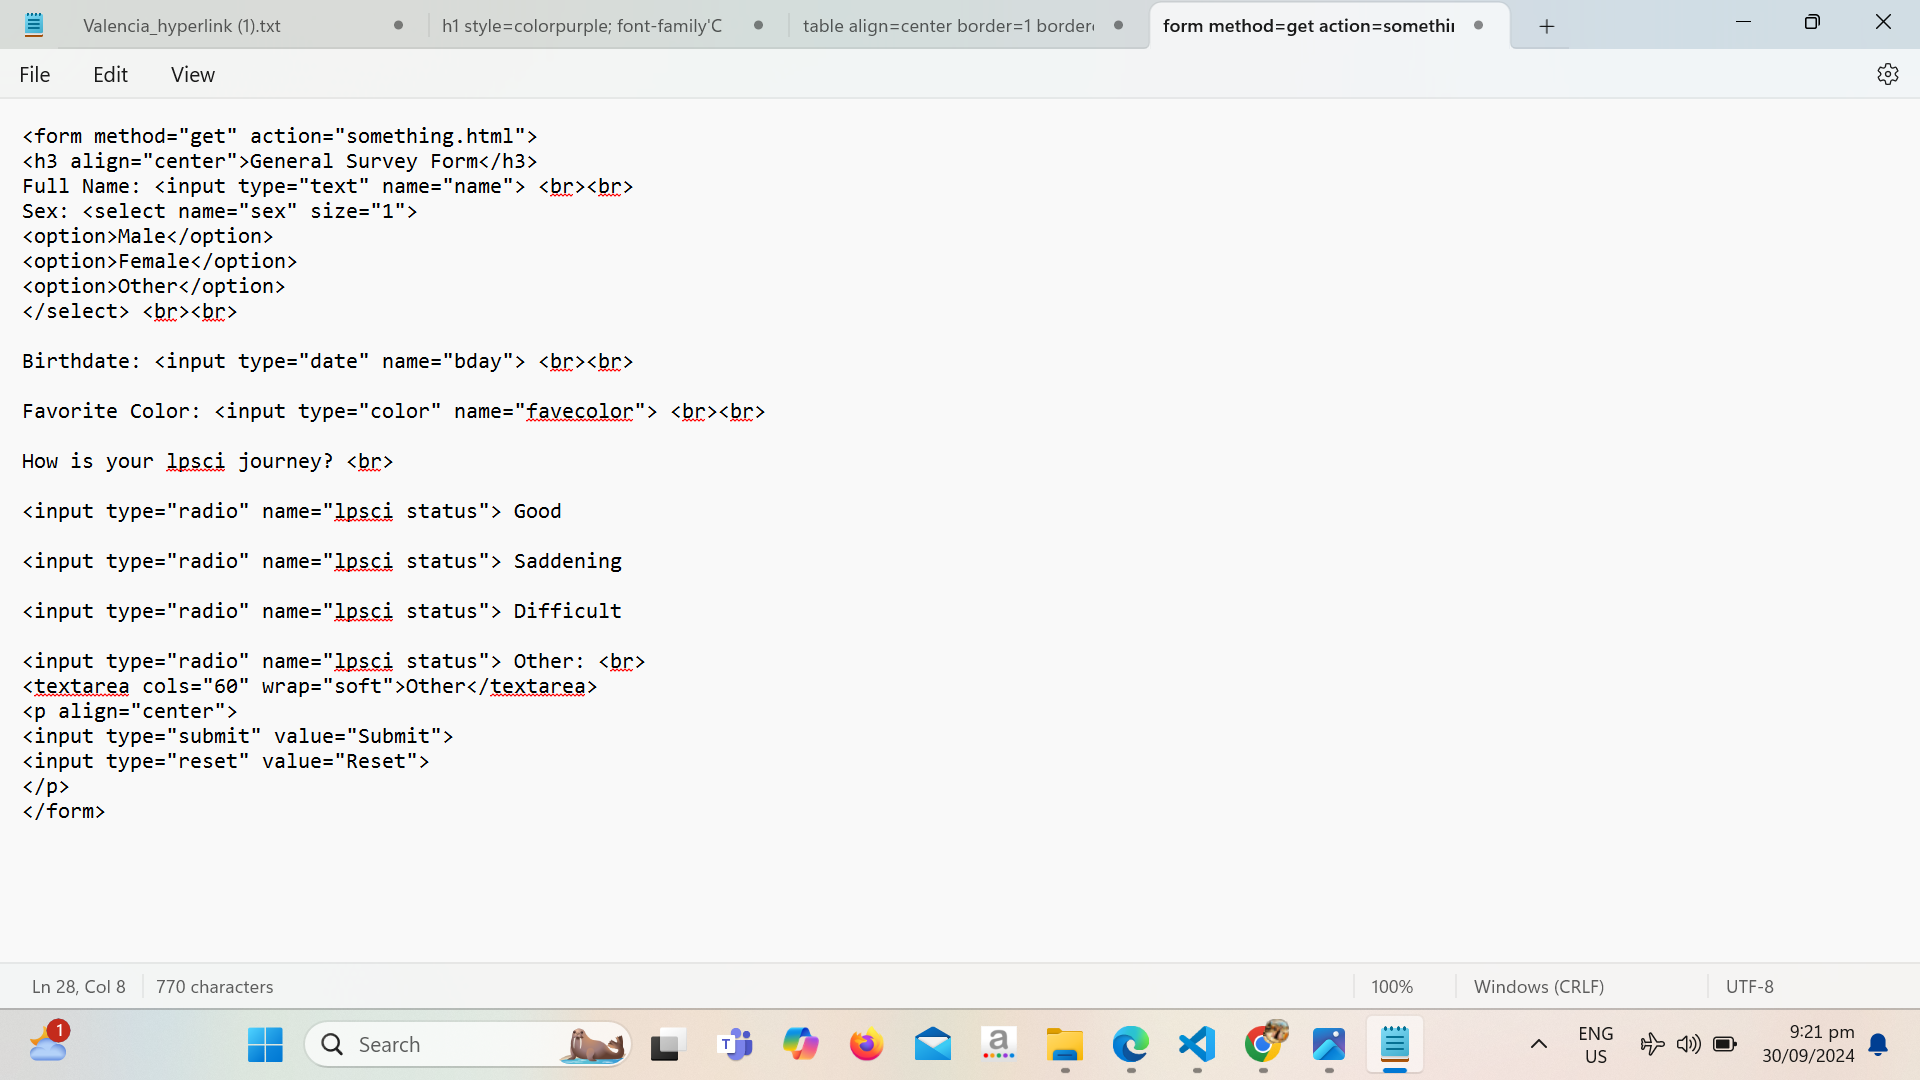 Valencia_hyperlink (1).txt
h1 style=colorpurple; font-family'C
table align=center border=1 border
form method=get action=somethin
File
Edit
View
<form method="get" action="something.html">
<h3 align="center">General Survey Form</h3>
Full Name: <input type="text" name="name"> <br><br>
Sex: <select name="sex" size="1">
<option>Male</option>
<option>Female</option>
<option>Other</option>
</select> <br><br>
Birthdate: <input type="date" name="bday"> <br><br>
Favorite Color: <input type="color" name="favecolor"> <br><br>
How is your lpsci journey? <br>
<input type="radio" name="lpsci status"> Good
<input type="radio" name="lpsci status"> Saddening
<input type="radio" name="lpsci status"> Difficult
<input type="radio" name="lpsci status"> Other: <br>
<textarea cols="60" wrap="soft">Other</textarea>
<p align="center">
<input type="submit" value="Submit">
<input type="reset" value="Reset">
</p>
</form>
Ln 28, Col 8
770 characters
100%
Windows (CRLF)
UTF-8
1
Search
T
a
ENG
US
9:21 pm
30/09/2024